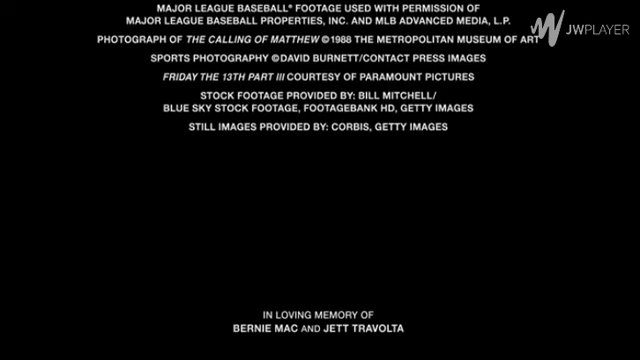 MAJOR LEAGUE BASEBALL® FOOTAGE USED WITH PERMISSION OF
MAJOR LEAGUE BASEBALL PROPERTIES, INC. AND MLB ADVANCED MEDIA, L.P.
PHOTOGRAPH OF THE CALLING OF MATTHEW ©1988 THE METROPOLITAN MUSEUM OF ART
JWPLAYER
SPORTS PHOTOGRAPHY ©DAVID BURNETT/CONTACT PRESS IMAGES
FRIDAY THE 13TH PART III COURTESY OF PARAMOUNT PICTURES
STOCK FOOTAGE PROVIDED BY: BILL MITCHELL/
BLUE SKY STOCK FOOTAGE, FOOTAGEBANK HD, GETTY IMAGES
STILL IMAGES PROVIDED BY: CORBIS, GETTY IMAGES
IN LOVING MEMORY OF
BERNIE MAC AND JETT TRAVOLTA